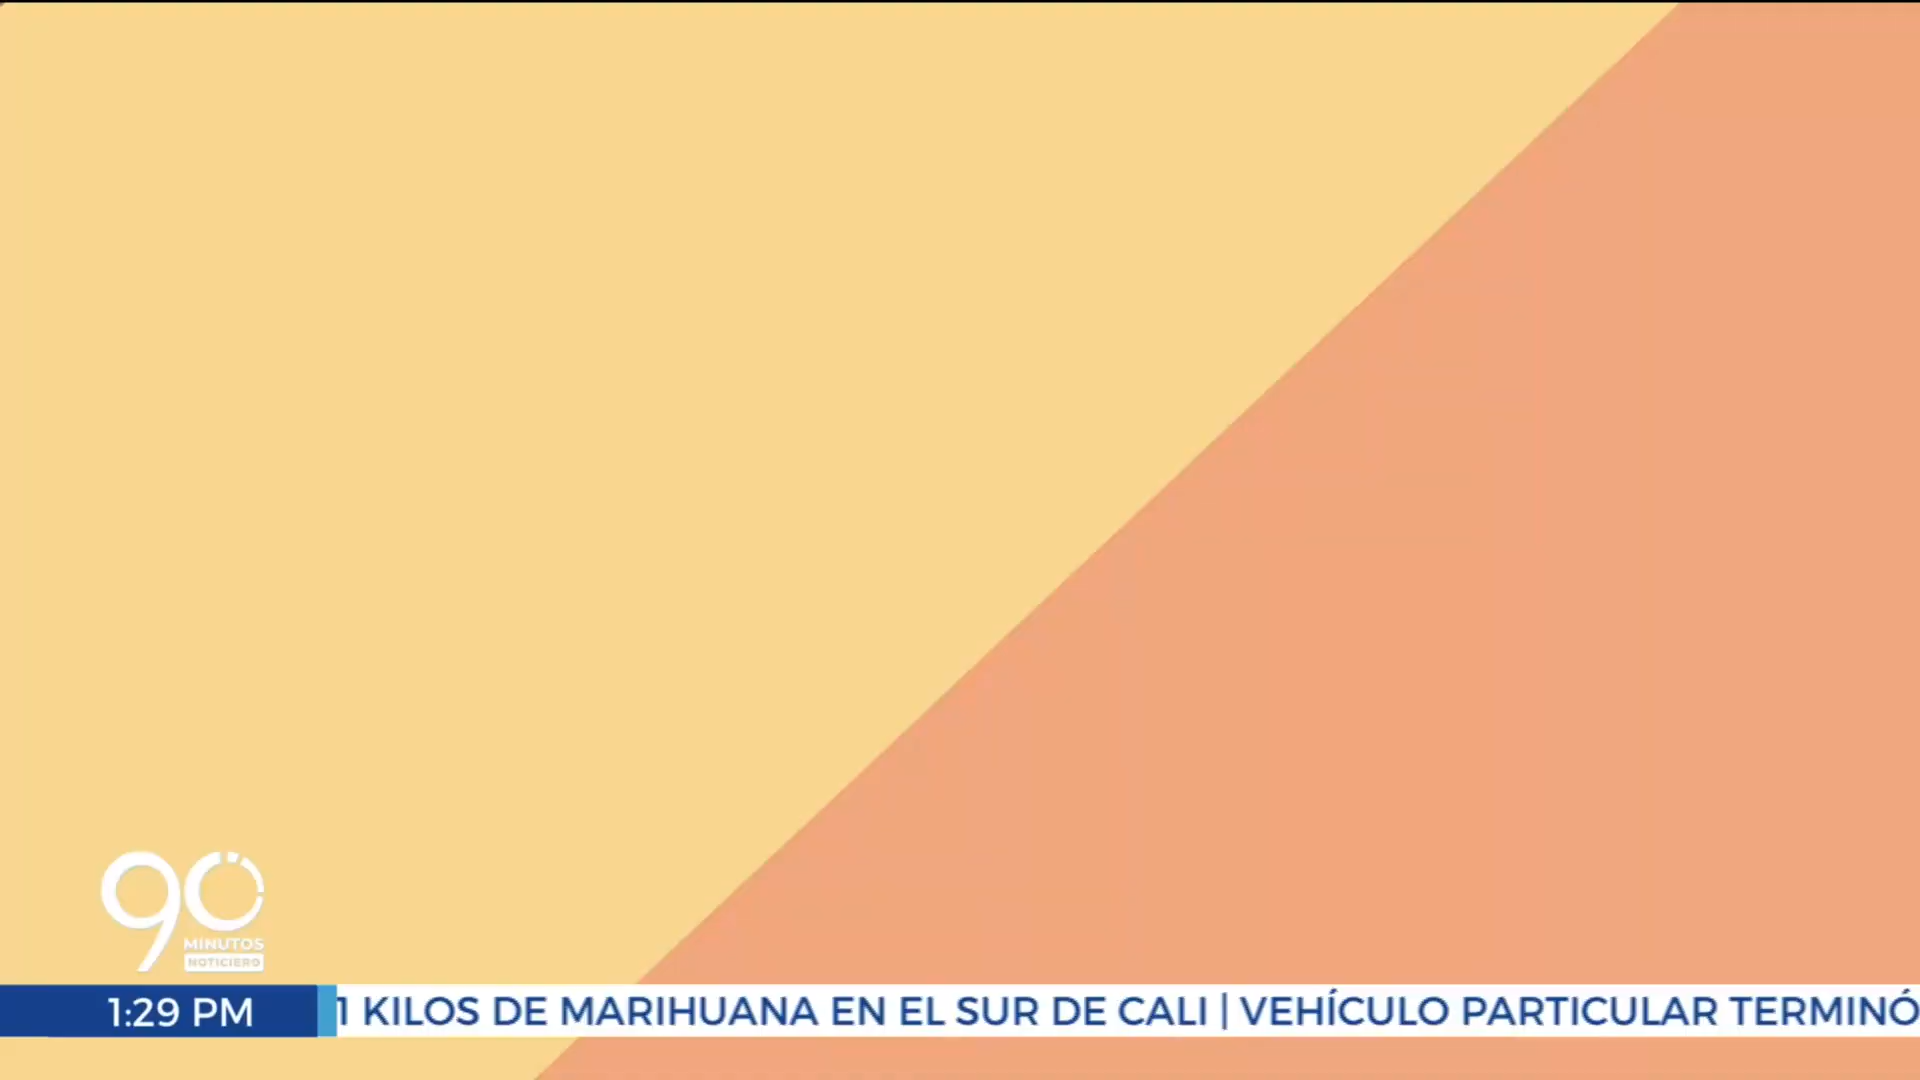 90
MINUTOS
NOTICIERO
1:29 PM
1 KILOS DE MARIHUANA EN EL SUR DE CALI | VEHÍCULO PARTICULAR TERMINÓ